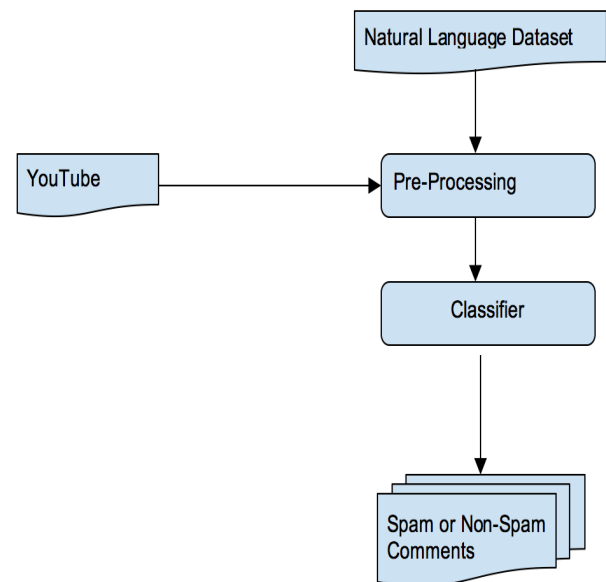 Natural Language Dataset
YouTube
Pre-Processing
Classifier
Spam or Non-Spam
Comments